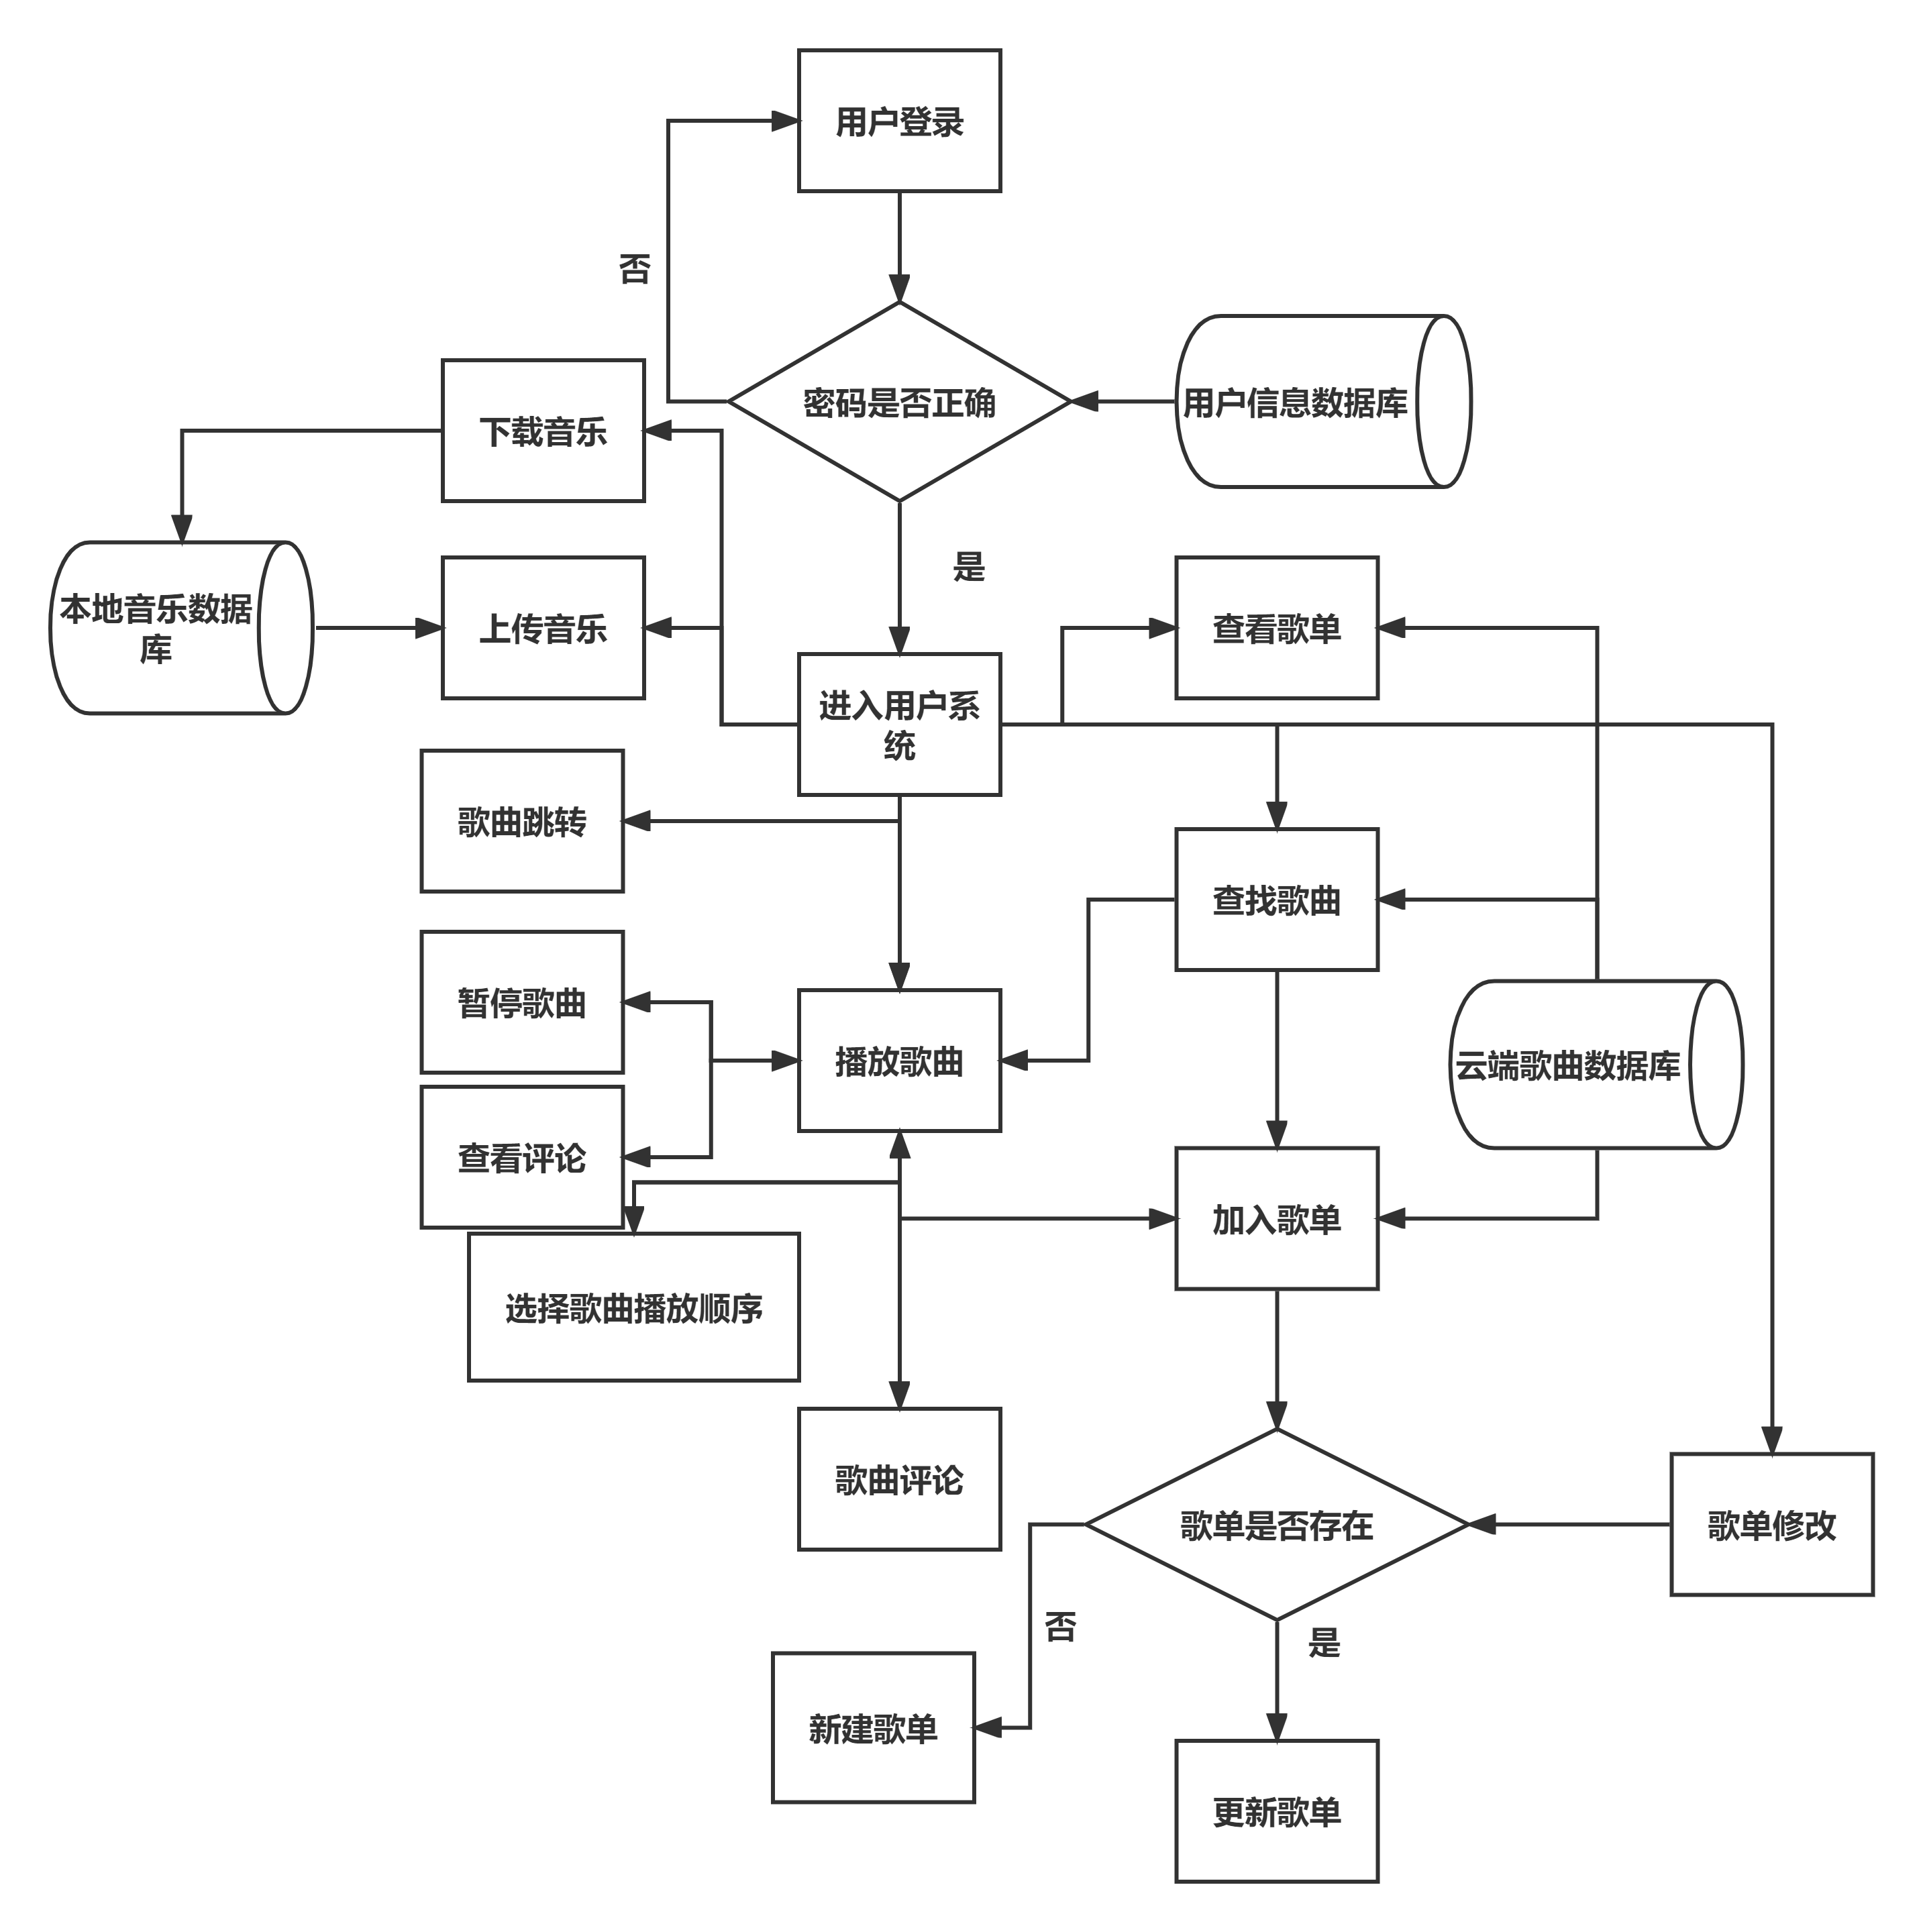 用户登录
否
密码是否正确
用户信息数据库
下载音乐
是
本地音乐数据
库
上传音乐
查看歌单
进入用户系
统
歌曲跳转
查找歌曲
暂停歌曲
播放歌曲
云端歌曲数据库
查看评论
加入歌单
选择歌曲播放顺序
歌曲评论
歌单是否存在
歌单修改
否
是
新建歌单
更新歌单